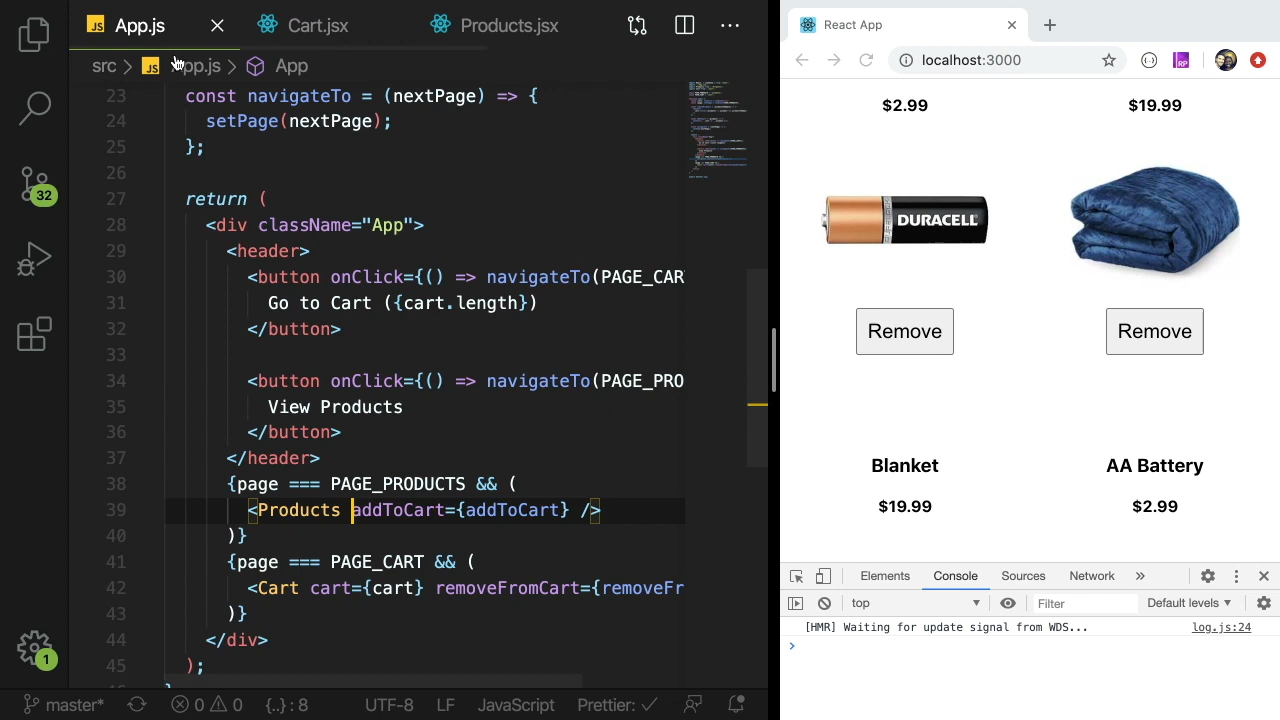 JS App.js
Cart.jsx
Products.jsx
src JS App.js App
23 const navigateTo = (nextPage) => {
24 setPage(nextPage);
25 };
26
27 return (
28 <div className="App">
29 <header>
30 <button onClick={() => navigateTo(PAGE_CAR
31 Go to Cart ({cart.length})
32 </button>
33
34 <button onClick={() => navigateTo(PAGE_PRO
35 View Products
36 </button>
37 </header>
38 {page === PAGE_PRODUCTS && (
39 <Products addToCart={addToCart} />
40 )}
41 {page === PAGE_CART && (
42 <Cart cart={cart} removeFromCart={removeFr
43 )}
44 </div>
45 );
32
1
master* 0 0 {..} : 8 UTF-8 LF JavaScript Prettier: ✓
React App
localhost:3000
RP
$2.99 $19.99
DURACELL
Remove Remove
Blanket AA Battery
$19.99 $2.99
Elements Console Sources Network »
top Filter Default levels
[HMR] Waiting for update signal from WDS... log.js:24